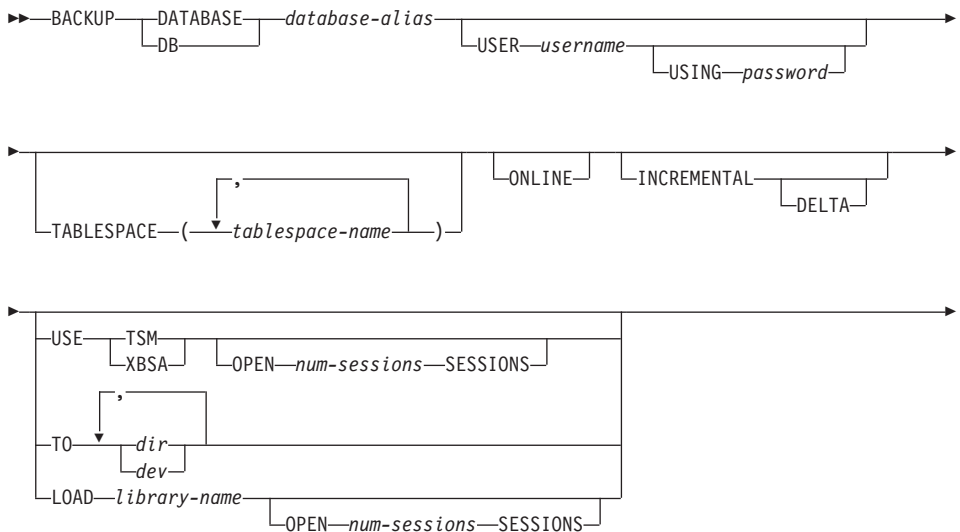 BACKUP DATABASE database-alias
DB USER username
USING password
, ONLINE INCREMENTAL
DELTA
TABLESPACE ( tablespace-name )
USE TSM
XBSA OPEN num-sessions SESSIONS
,
TO dir
dev
LOAD library-name
OPEN num-sessions SESSIONS